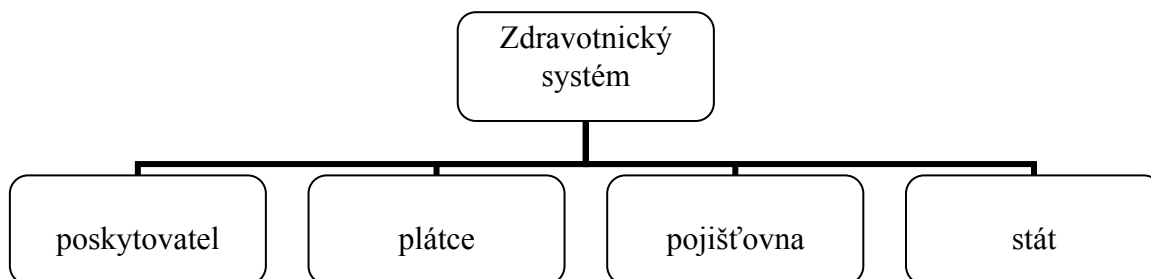 Zdravotnický
systém
poskytovatel
plátce
pojišťovna
stát